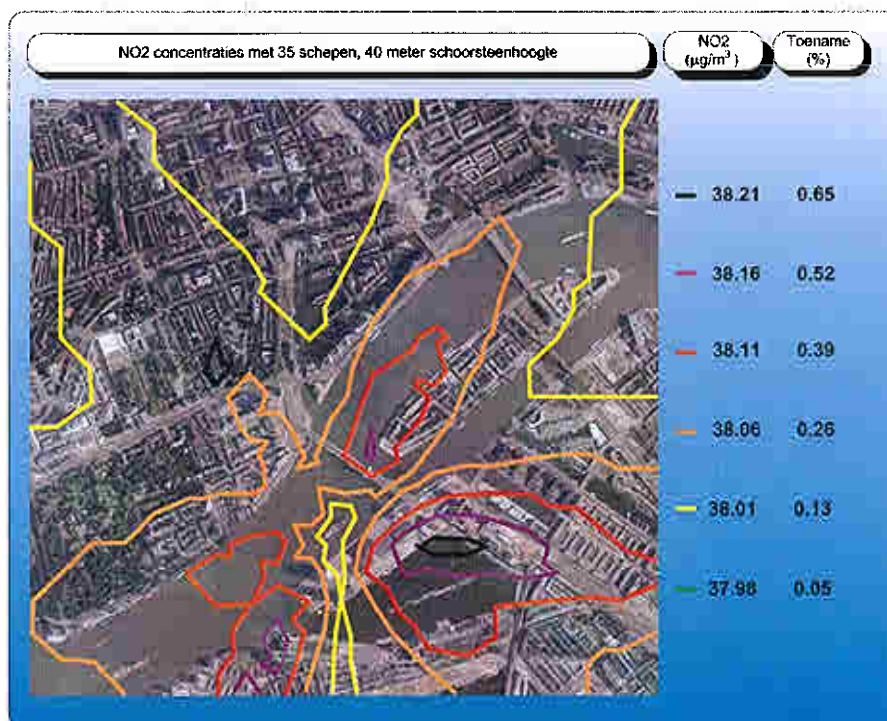 NO2 concentraties met 35 schepen, 40 meter schoorsteenhoogte
NO2
(µg/m³)
Toename
(%)
38.21 0.65
38.16 0.52
38.11 0.39
38.06 0.26
38.01 0.13
37.98 0.05